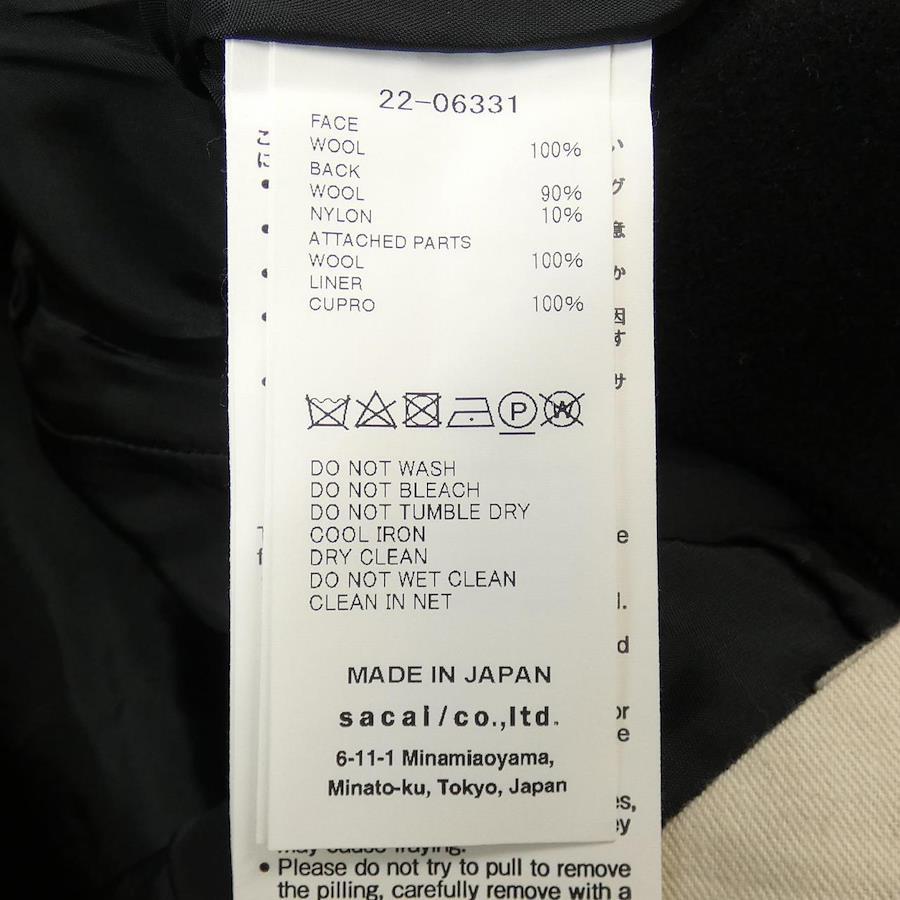 22-06331
FACE
WOOL 100%
BACK
WOOL 90%
NYLON 10%
ATTACHED PARTS
WOOL 100%
LINER
CUPRO 100%
P
W
DO NOT WASH
DO NOT BLEACH
DO NOT TUMBLE DRY
COOL IRON
DRY CLEAN
DO NOT WET CLEAN
CLEAN IN NET
MADE IN JAPAN
sacai/co.,ltd.
6-11-1 Minamiaoyama,
Minato-ku, Tokyo, Japan
may cause fraying.
• Please do not try to pull to remove
the pilling, carefully remove with a